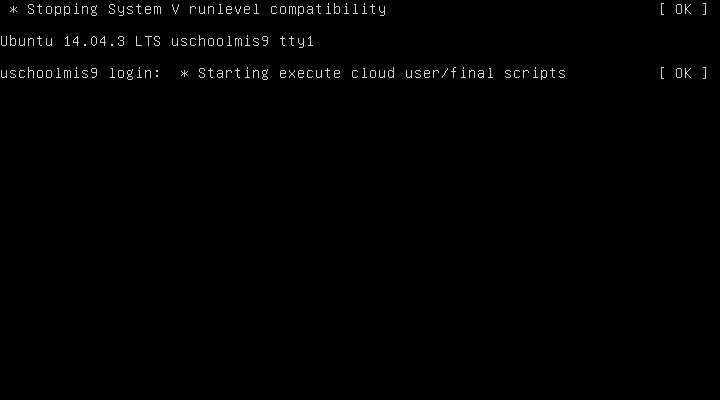 * Stopping System V runlevel compatibility [ OK ]
Ubuntu 14.04.3 LTS uschoolmis9 tty1
uschoolmis9 login: * Starting execute cloud user/final scripts [ OK ]